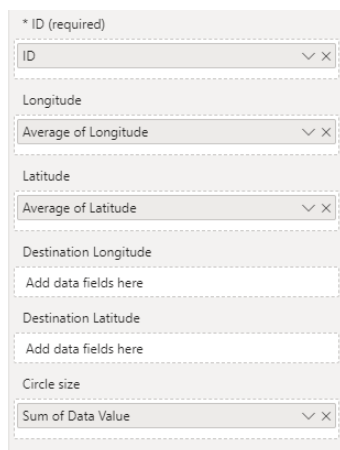 * ID (required)
ID
Longitude
Average of Longitude
Latitude
Average of Latitude
Destination Longitude
Add data fields here
Destination Latitude
Add data fields here
Circle size
Sum of Data Value